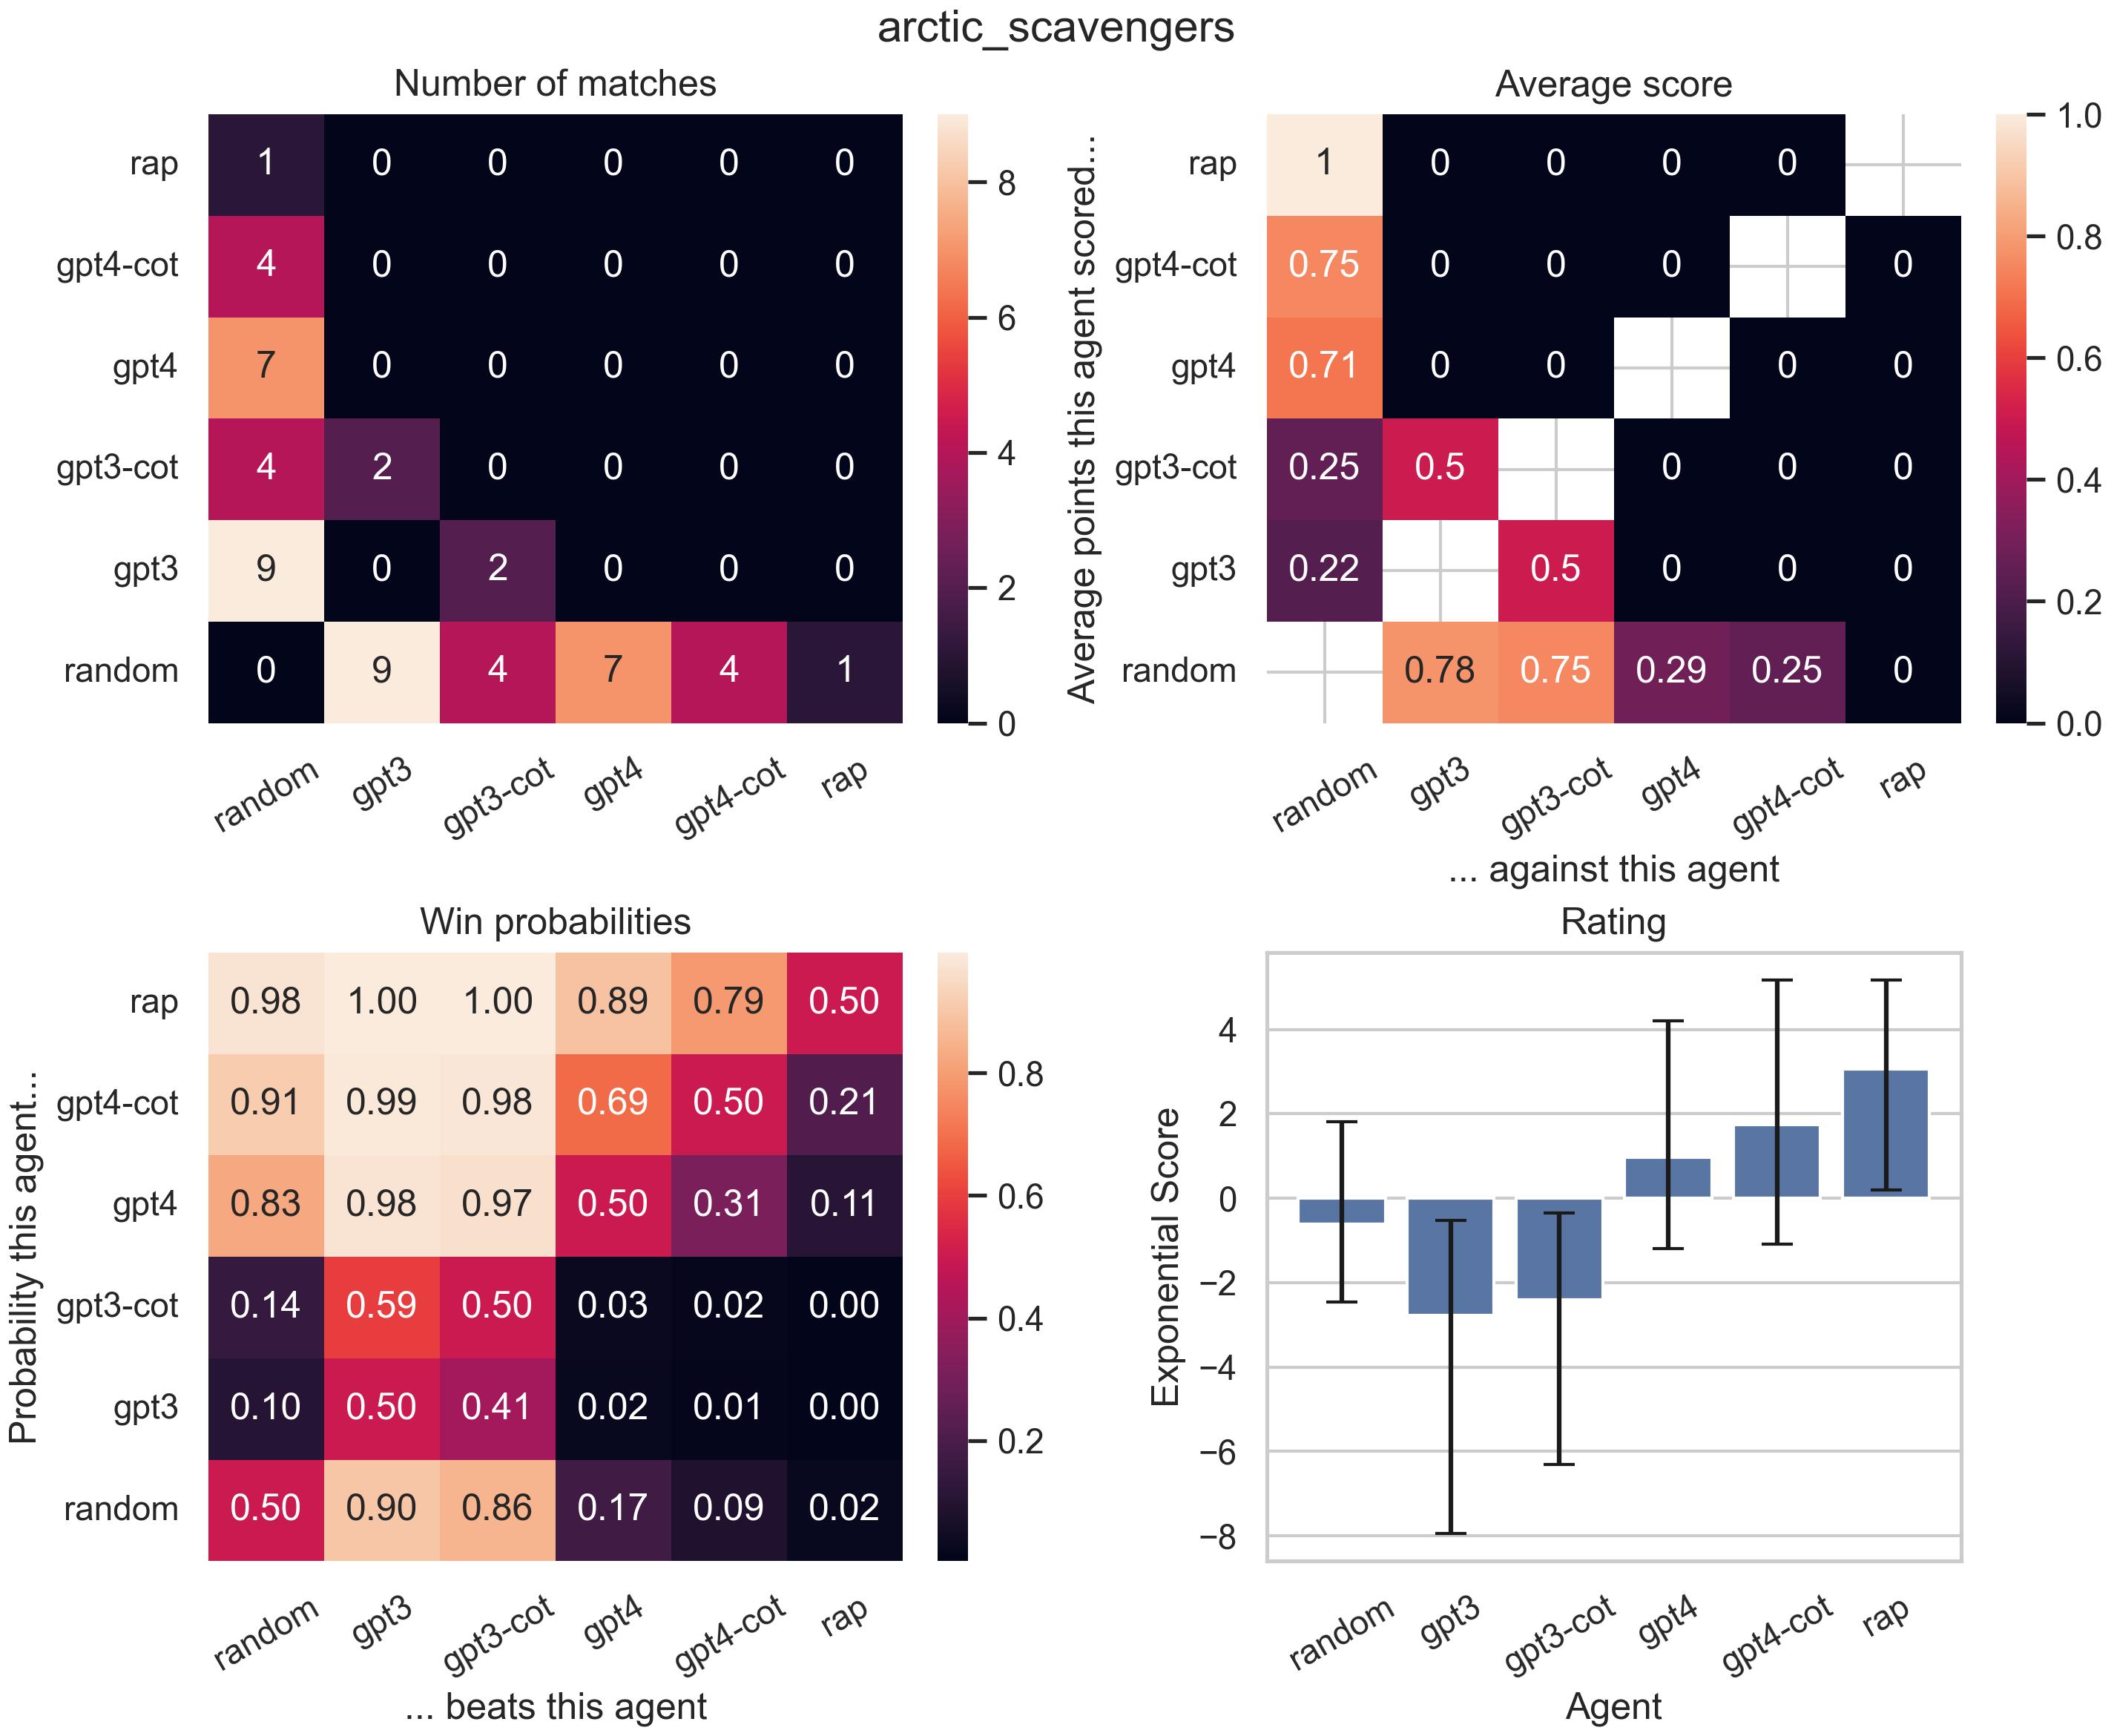 arctic_scavengers
Number of matches
rap 1 0 0 0 0 0
gpt4-cot 4 0 0 0 0 0
gpt4 7 0 0 0 0 0
gpt3-cot 4 2 0 0 0 0
gpt3 9 0 2 0 0 0
random 0 9 4 7 4 1
random gpt3 gpt3-cot gpt4 gpt4-cot rap
8
6
4
2
0
Average score
Average points this agent scored...
rap 1 0 0 0 0
gpt4-cot 0.75 0 0 0 0
gpt4 0.71 0 0 0 0
gpt3-cot 0.25 0.5 0 0 0
gpt3 0.22 0.5 0 0 0
random 0.78 0.75 0.29 0.25 0
random gpt3 gpt3-cot gpt4 gpt4-cot rap
... against this agent
1.0
0.8
0.6
0.4
0.2
0.0
Win probabilities
Probability this agent...
rap 0.98 1.00 1.00 0.89 0.79 0.50
gpt4-cot 0.91 0.99 0.98 0.69 0.50 0.21
gpt4 0.83 0.98 0.97 0.50 0.31 0.11
gpt3-cot 0.14 0.59 0.50 0.03 0.02 0.00
gpt3 0.10 0.50 0.41 0.02 0.01 0.00
random 0.50 0.90 0.86 0.17 0.09 0.02
random gpt3 gpt3-cot gpt4 gpt4-cot rap
... beats this agent
0.8
0.6
0.4
0.2
Rating
Exponential Score
4
2
0
−2
−4
−6
−8
random gpt3 gpt3-cot gpt4 gpt4-cot rap
Agent